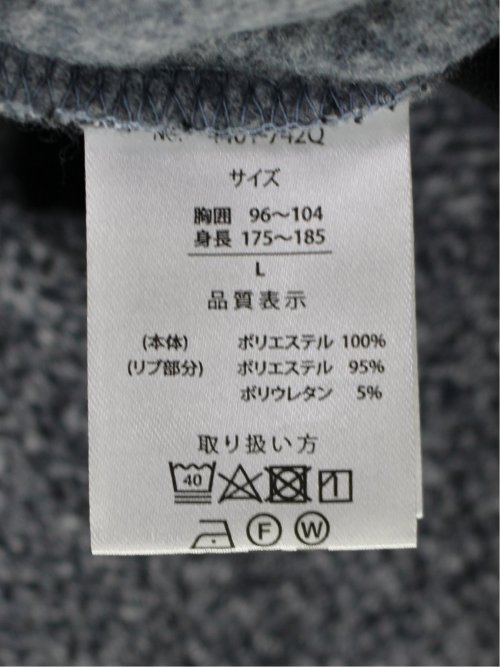 サイズ
胸囲 96～104
身長 175～185
L
品質表示
(本体) ポリエステル 100%
(リブ部分) ポリエステル 95%
ポリウレタン 5%
取り扱い方
40
F W